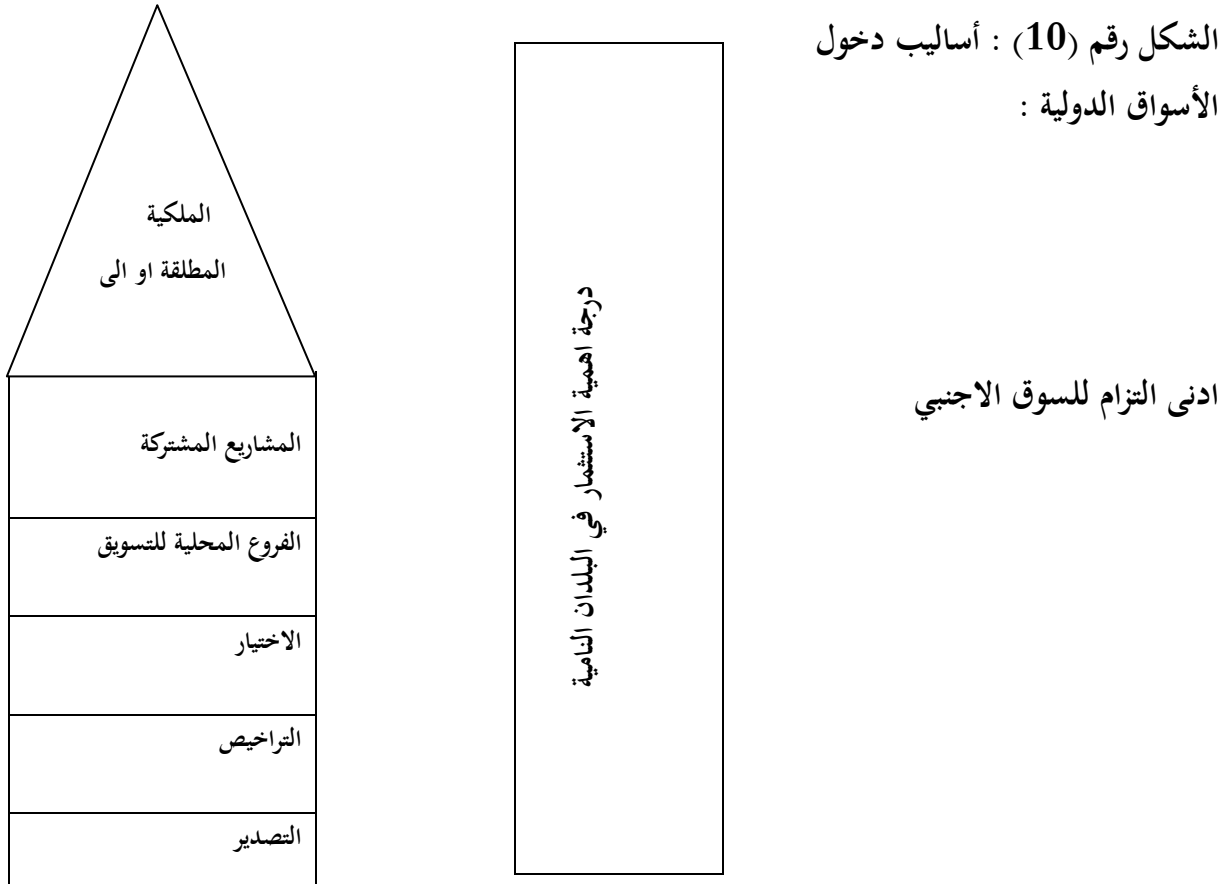 الشكل رقم (10) : أساليب دخول
الأسواق الدولية :
ادنى التزام للسوق الاجنبي
درجة اهمية الاستثمار في البلدان النامية
الملكية
المطلقة او الى
المشاريع المشتركة
الفروع المحلية للتسويق
الاختيار
التراخيص
التصدير